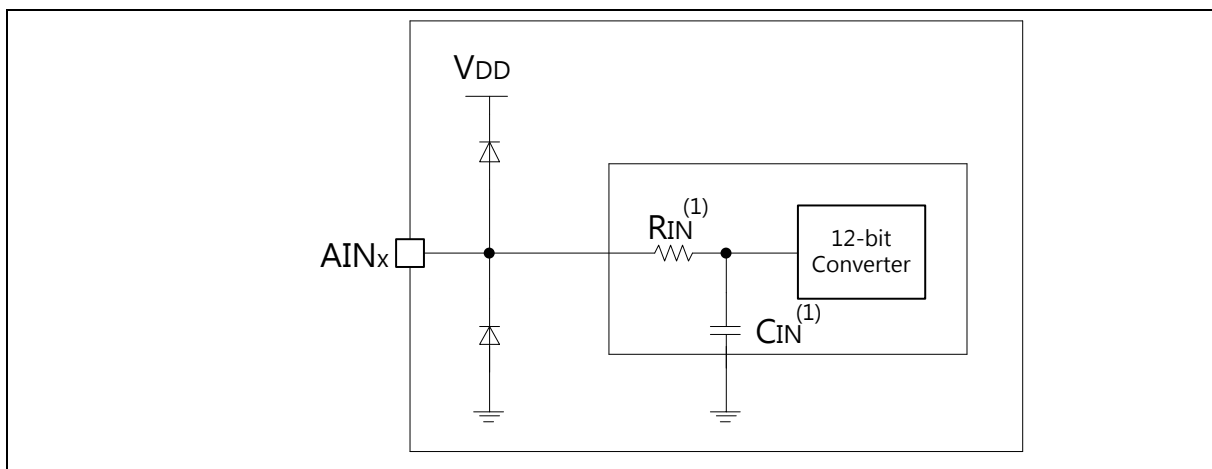 VDD
RIN(1)
12-bit
Converter
AINx
CIN(1)